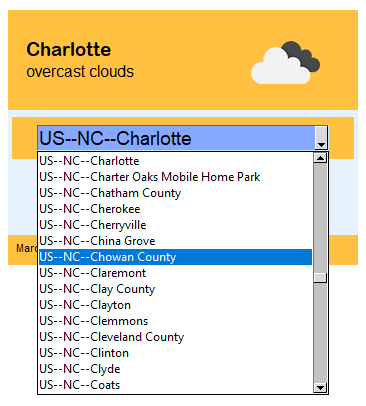 Charlotte
overcast clouds
US--NC--Charlotte
US--NC--Charlotte
US--NC--Charter Oaks Mobile Home Park
US--NC--Chatham County
US--NC--Cherokee
US--NC--Cherryville
US--NC--China Grove
US--NC--Chowan County
US--NC--Claremont
US--NC--Clay County
US--NC--Clayton
US--NC--Clemmons
US--NC--Cleveland County
US--NC--Clinton
US--NC--Clyde
US--NC--Coats